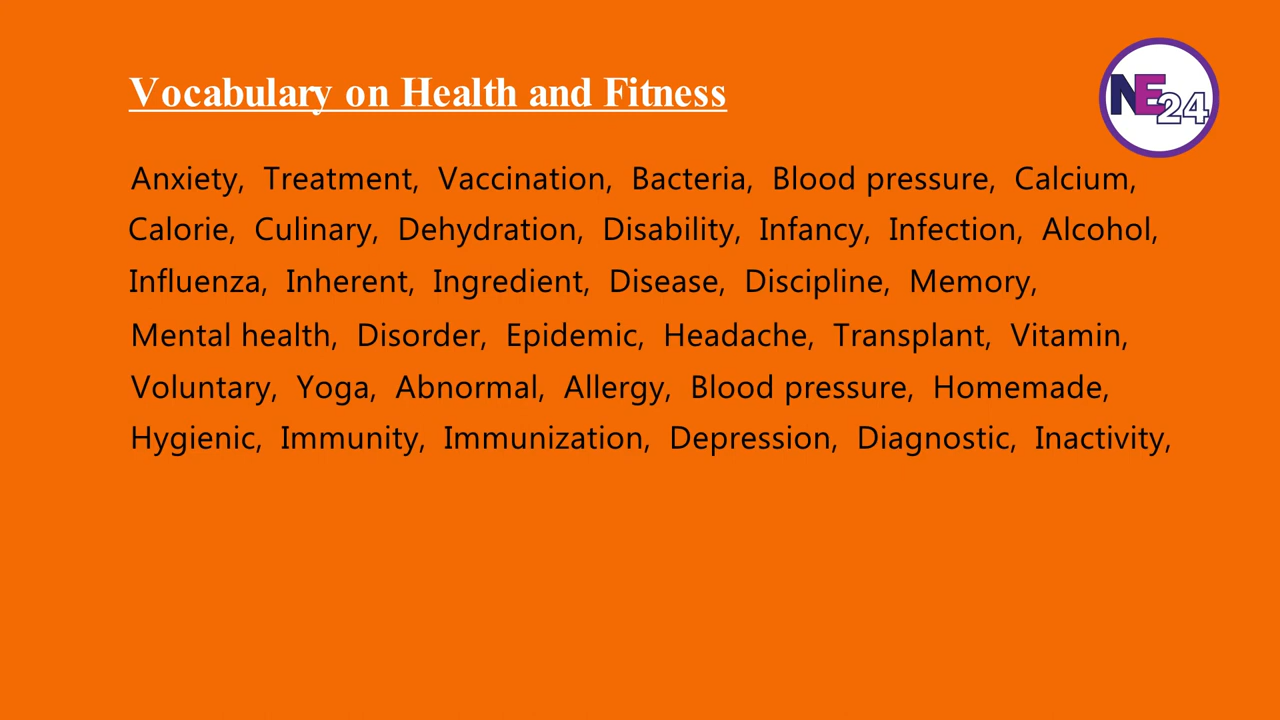 Vocabulary on Health and Fitness
NE24
Anxiety, Treatment, Vaccination, Bacteria, Blood pressure, Calcium,
Calorie, Culinary, Dehydration, Disability, Infancy, Infection, Alcohol,
Influenza, Inherent, Ingredient, Disease, Discipline, Memory,
Mental health, Disorder, Epidemic, Headache, Transplant, Vitamin,
Voluntary, Yoga, Abnormal, Allergy, Blood pressure, Homemade,
Hygienic, Immunity, Immunization, Depression, Diagnostic, Inactivity,